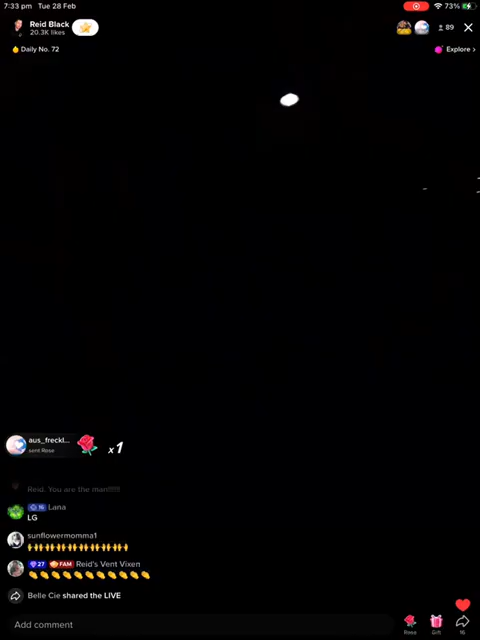 7:33 pm Tue 28 Feb 73%
Reid Black
20.3K likes
89
Daily No. 72
Explore >
aus_freckl...
sent Rose
x1
Reid. You are the man!!!!!
16 Lana
LG
sunflowermomma1
27 FAM Reid's Vent Vixen
Belle Cie shared the LIVE
Add comment
Rose
Gift
16